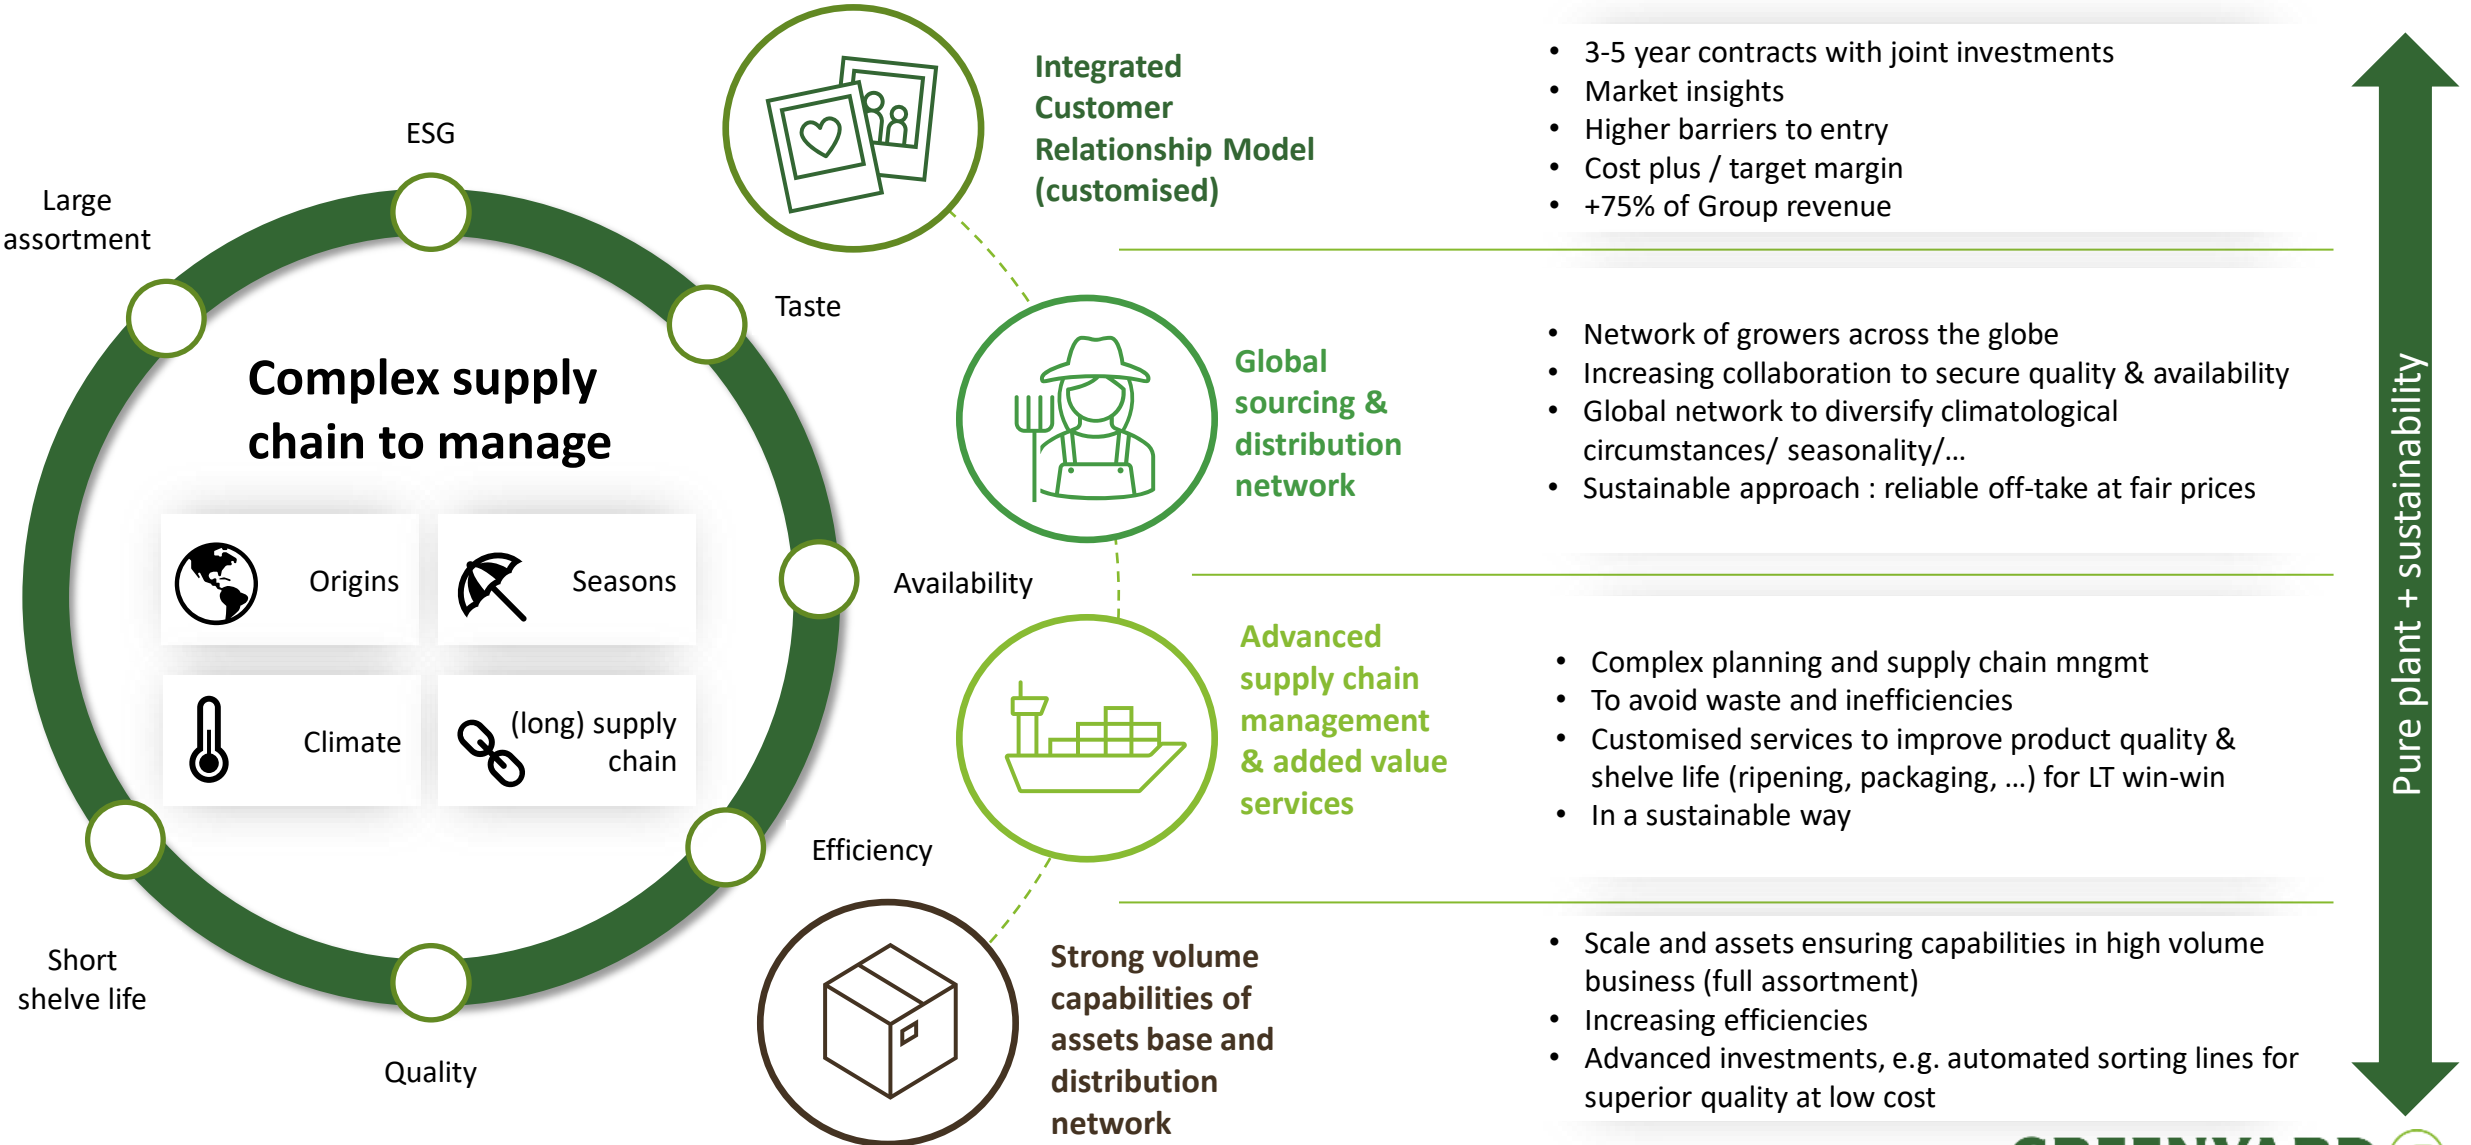 ESG
Large
assortment
Taste
Complex supply
chain to manage
Origins
Seasons
Climate
(long) supply
chain
Availability
Efficiency
Short
shelve life
Quality
Integrated
Customer
Relationship Model
(customised)
• 3-5 year contracts with joint investments
• Market insights
• Higher barriers to entry
• Cost plus / target margin
• +75% of Group revenue
Global
sourcing &
distribution
network
• Network of growers across the globe
• Increasing collaboration to secure quality & availability
• Global network to diversify climatological
circumstances/ seasonality/…
• Sustainable approach : reliable off-take at fair prices
Advanced
supply chain
management
& added value
services
• Complex planning and supply chain mngmt
• To avoid waste and inefficiencies
• Customised services to improve product quality &
shelve life (ripening, packaging, …) for LT win-win
• In a sustainable way
Strong volume
capabilities of
assets base and
distribution
network
• Scale and assets ensuring capabilities in high volume
business (full assortment)
• Increasing efficiencies
• Advanced investments, e.g. automated sorting lines for
superior quality at low cost
Pure plant + sustainability
GREENYARD